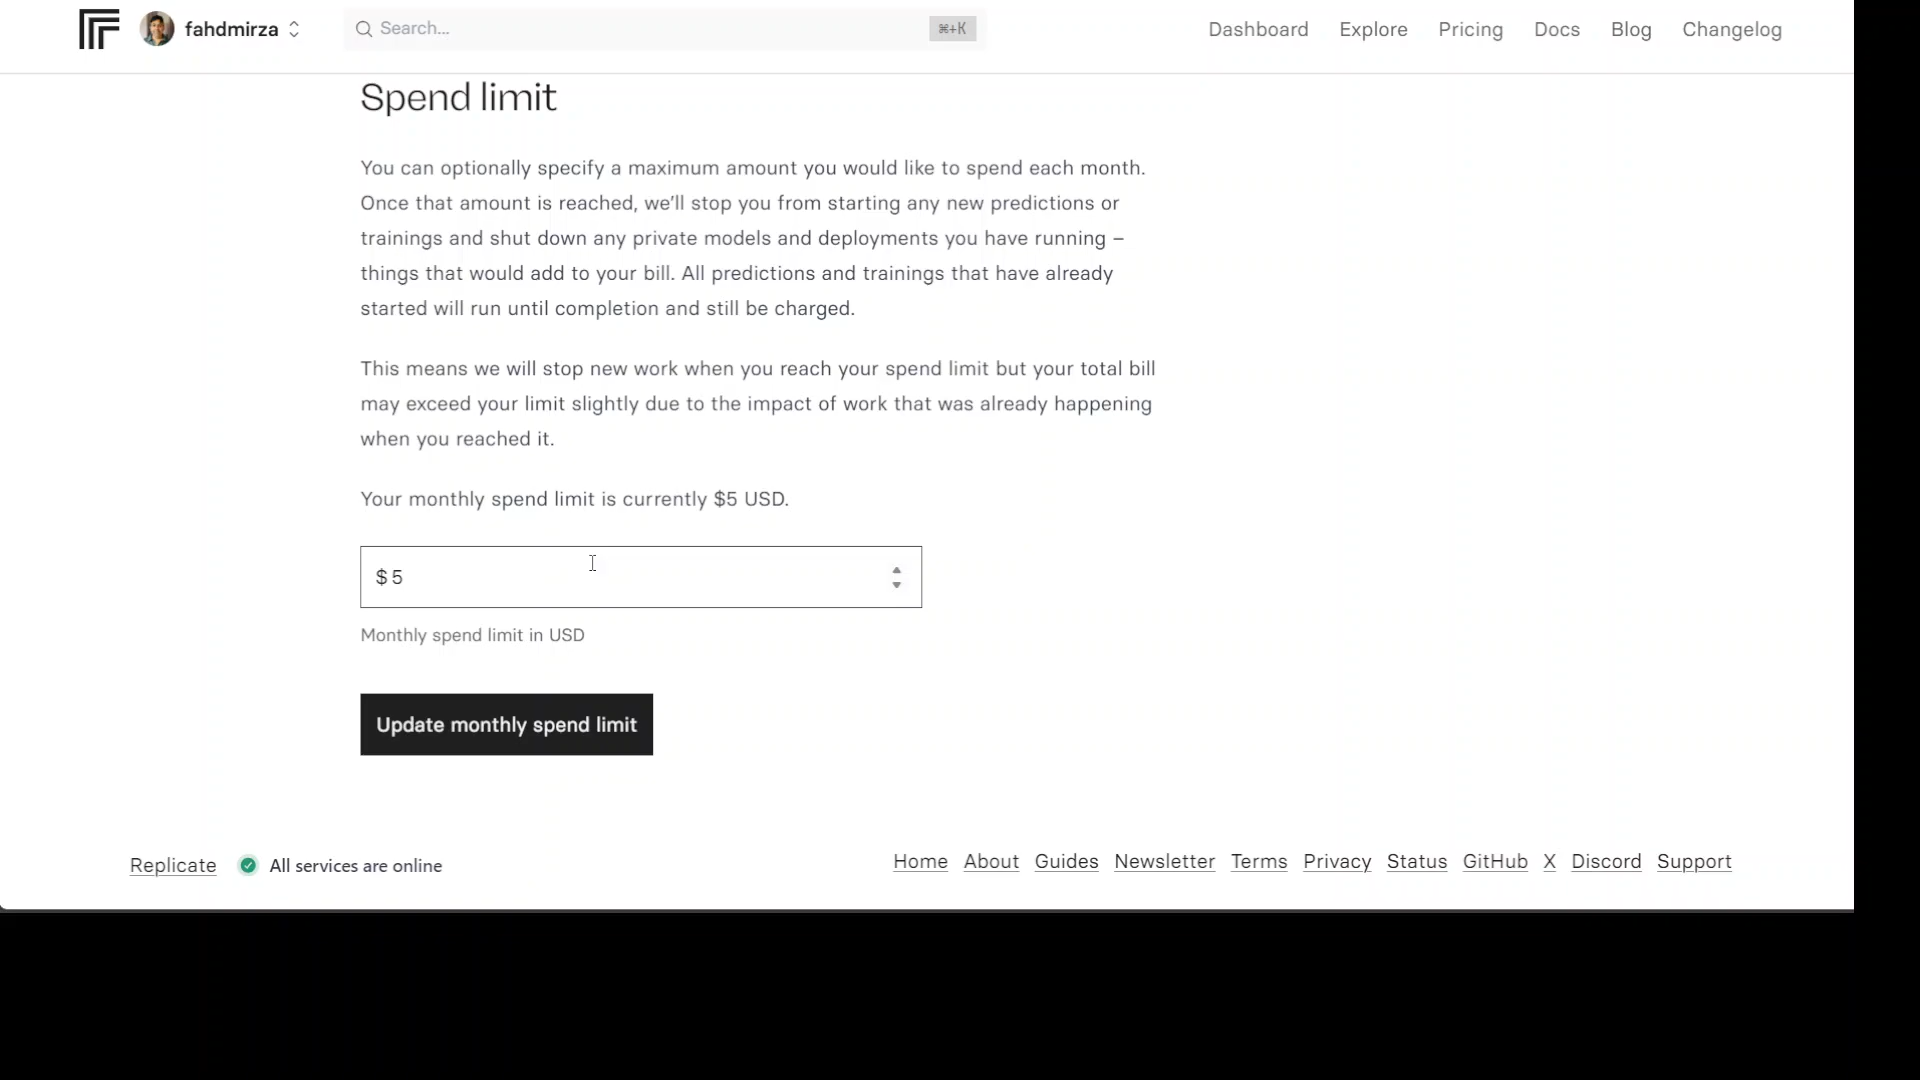 fahdmirza
Search...
⌘+K
Dashboard
Explore
Pricing
Docs
Blog
Changelog
Spend limit
You can optionally specify a maximum amount you would like to spend each month.
Once that amount is reached, we'll stop you from starting any new predictions or
trainings and shut down any private models and deployments you have running –
things that would add to your bill. All predictions and trainings that have already
started will run until completion and still be charged.
This means we will stop new work when you reach your spend limit but your total bill
may exceed your limit slightly due to the impact of work that was already happening
when you reached it.
Your monthly spend limit is currently $5 USD.
$ 5
Monthly spend limit in USD
Update monthly spend limit
Replicate
All services are online
Home
About
Guides
Newsletter
Terms
Privacy
Status
GitHub
X
Discord
Support